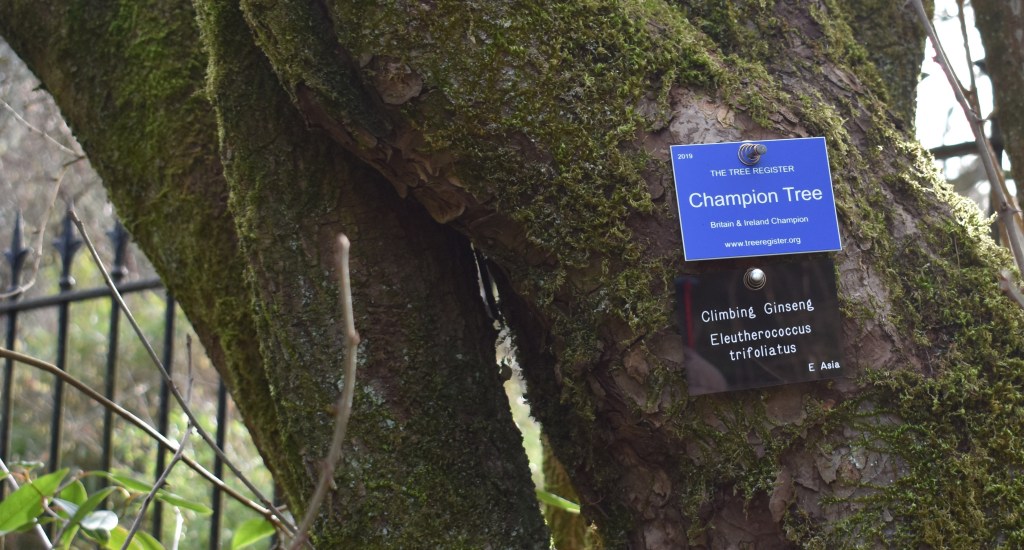 2019
THE TREE REGISTER
Champion Tree
Britain & Ireland Champion
www.treeregister.org
Climbing Ginseng
Eleutherococcus
trifoliatus
E Asia